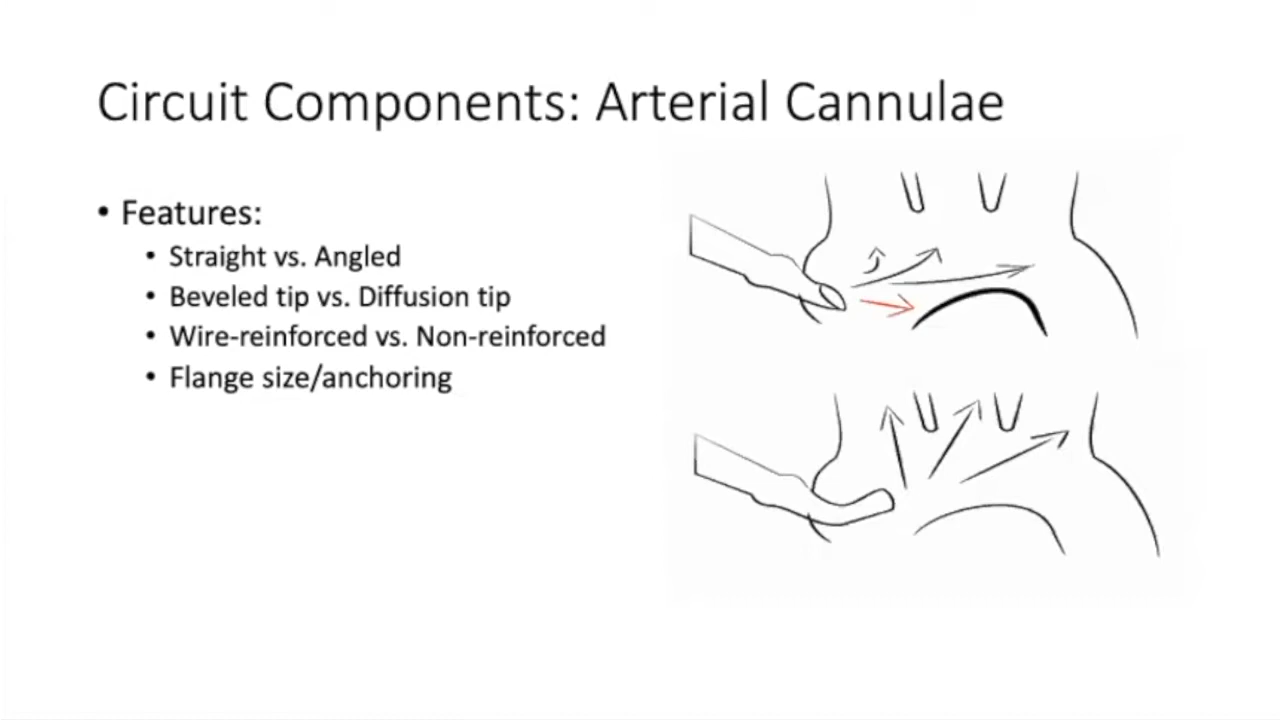 Circuit Components: Arterial Cannulae
• Features:
• Straight vs. Angled
• Beveled tip vs. Diffusion tip
• Wire-reinforced vs. Non-reinforced
• Flange size/anchoring